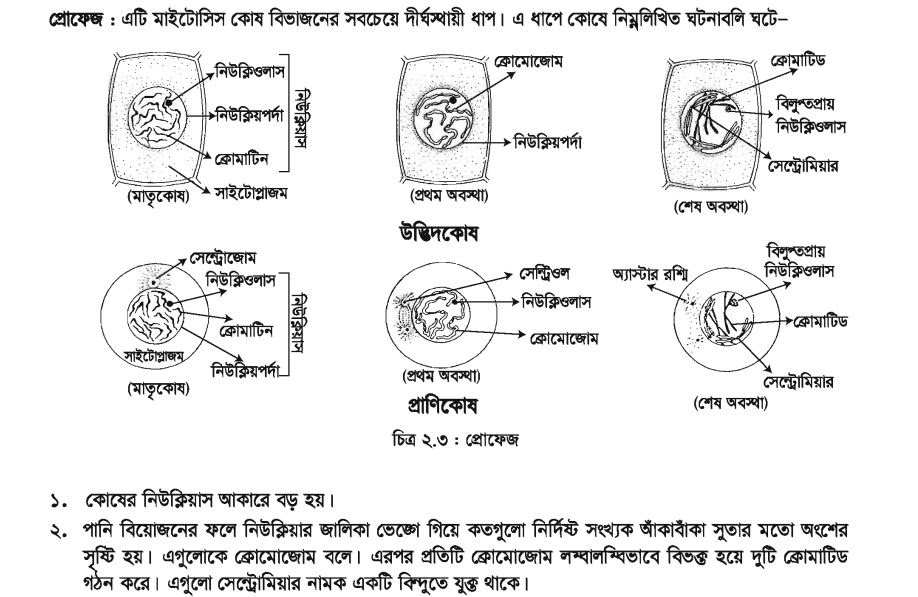 প্রোফেজ : এটি মাইটোসিস কোষ বিভাজনের সবচেয়ে দীর্ঘস্থায়ী ধাপ। এ ধাপে কোষে নিম্নলিখিত ঘটনাবলি ঘটে–
নিউক্লিওলাস
নিউক্লিয়পর্দা
ক্রোমাটিন
নিউক্লিয়াস
সাইটোপ্লাজম
(মাতৃকোষ)
ক্রোমোজোম
নিউক্লিয়পর্দা
(প্রথম অবস্থা)
ক্রোমাটিড
বিলুপ্তপ্রায়
নিউক্লিওলাস
সেন্ট্রোমিয়ার
(শেষ অবস্থা)
উদ্ভিদকোষ
সেন্ট্রোজোম
নিউক্লিওলাস
ক্রোমাটিন
নিউক্লিয়াস
সাইটোপ্লাজম
নিউক্লিয়পর্দা
(মাতৃকোষ)
সেন্ট্রিওল
নিউক্লিওলাস
ক্রোমোজোম
(প্রথম অবস্থা)
বিলুপ্তপ্রায়
নিউক্লিওলাস
অ্যাস্টার রশ্মি
ক্রোমাটিড
সেন্ট্রোমিয়ার
(শেষ অবস্থা)
প্রাণিকোষ
চিত্র ২.৩ : প্রোফেজ
১. কোষের নিউক্লিয়াস আকারে বড় হয়।
২. পানি বিয়োজনের ফলে নিউক্লিয়ার জালিকা ভেঙ্গে গিয়ে কতগুলো নির্দিষ্ট সংখ্যক আঁকাবাঁকা সুতার মতো অংশের
সৃষ্টি হয়। এগুলোকে ক্রোমোজোম বলে। এরপর প্রতিটি ক্রোমোজোম লম্বালম্বিভাবে বিভক্ত হয়ে দুটি ক্রোমাটিড
গঠন করে। এগুলো সেন্ট্রোমিয়ার নামক একটি বিন্দুতে যুক্ত থাকে।